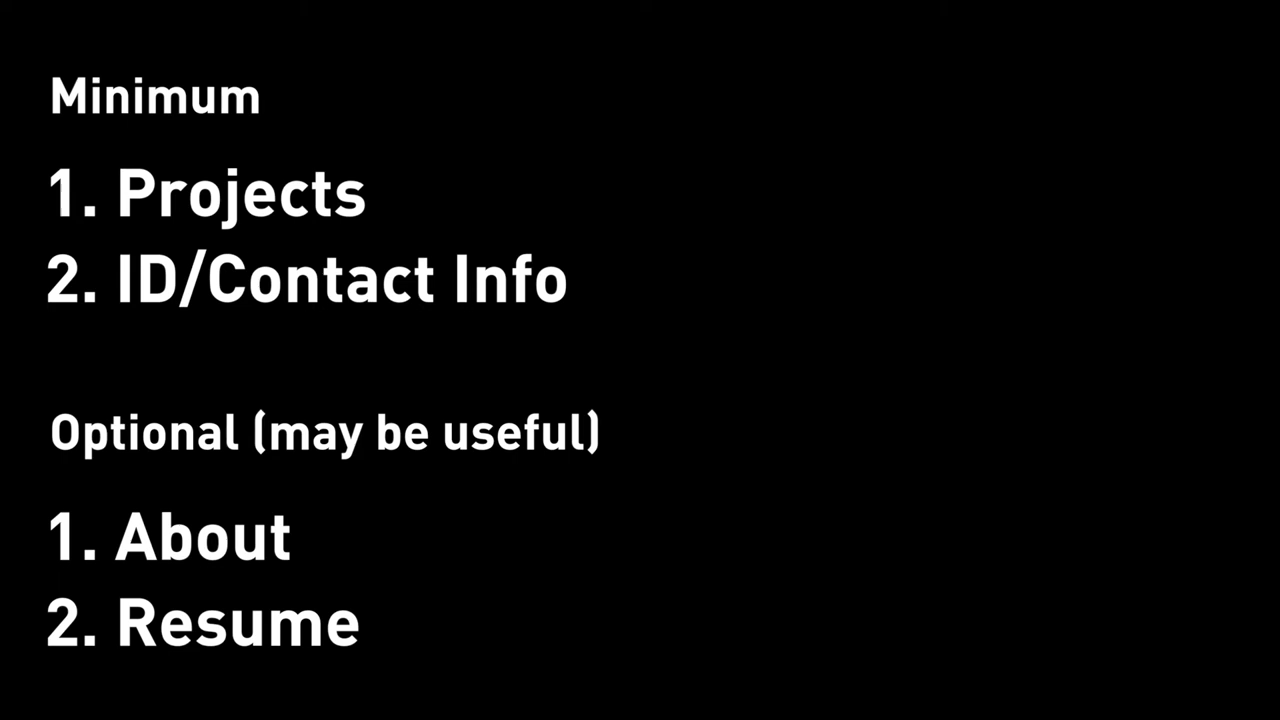 Minimum
1. Projects
2. ID/Contact Info
Optional (may be useful)
1. About
2. Resume